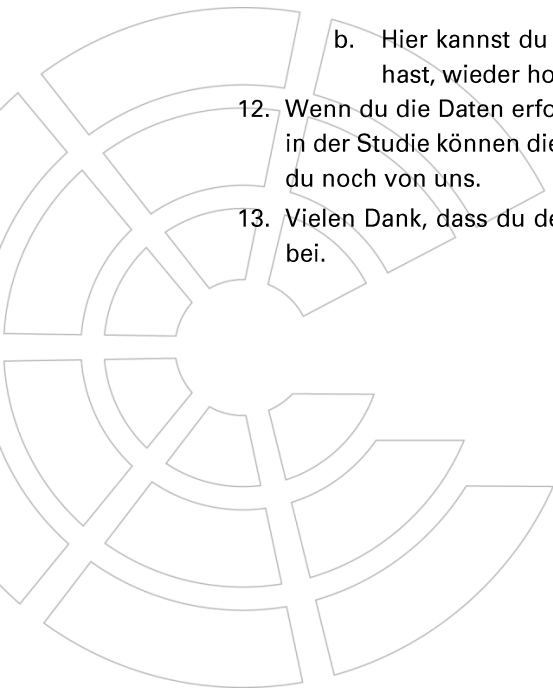 b. Hier kannst du
hast, wieder ho
12. Wenn du die Daten erfo
in der Studie können die
du noch von uns.
13. Vielen Dank, dass du de
bei.